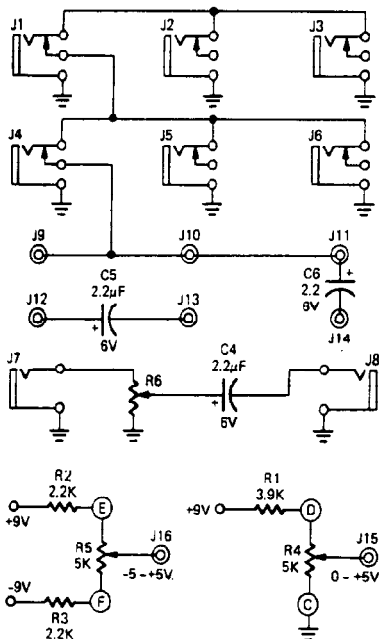 J1
J2
J3
J4
J5
J6
J9
J10
J11
C5
2.2µF
6V
J12
J13
C6
2.2
6V
J14
J7
R6
C4
2.2µF
6V
J8
R2
2.2K
+9V
E
R5
5K
J16
-5 - +5V.
-9V
F
R3
2.2K
R1
3.9K
+9V
D
R4
5K
J15
0 - +5V
C